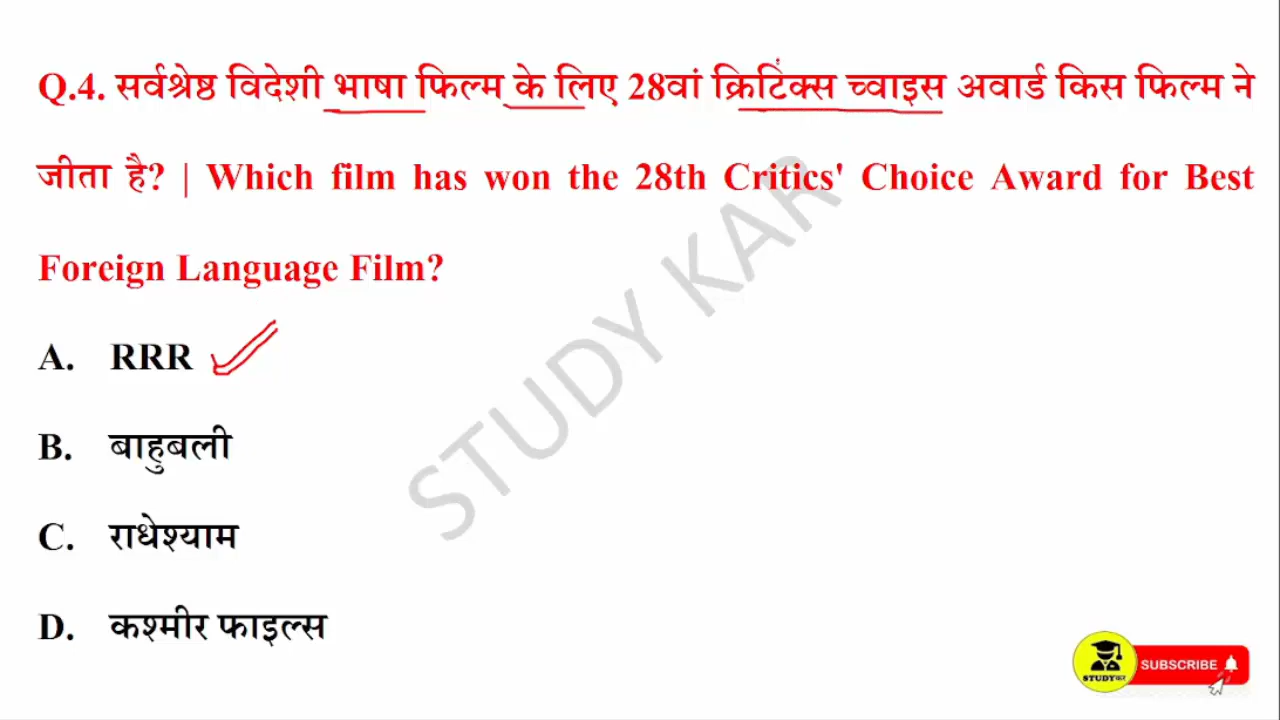 Q.4. सर्वश्रेष्ठ विदेशी भाषा फिल्म के लिए 28वां क्रिटिंक्स च्वाइस अवार्ड किस फिल्म ने
जीता है? | Which film has won the 28th Critics' Choice Award for Best
Foreign Language Film?
A. RRR
B. बाहुबली
C. राधेश्याम
D. कश्मीर फाइल्स
STUDY KAR
STUDYकर
SUBSCRIBE